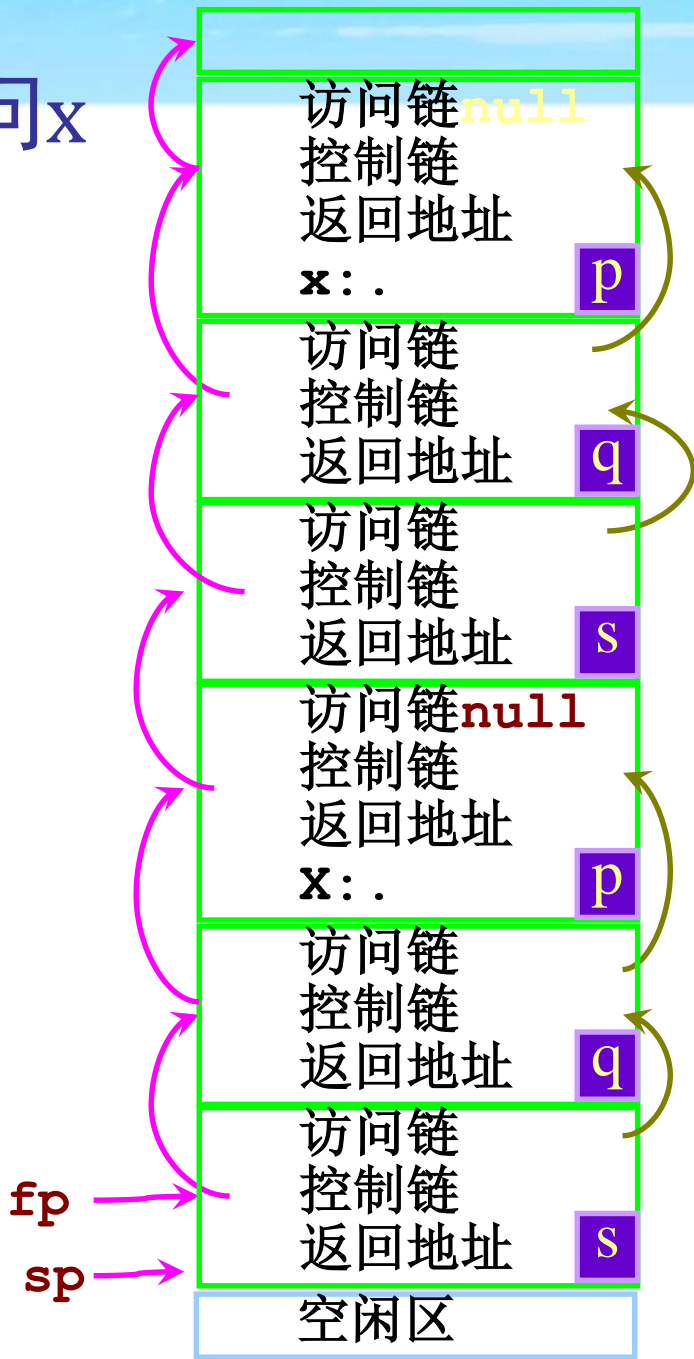 问x
访问链null
控制链
返回地址
x:.
p
访问链
控制链
返回地址
q
访问链
控制链
返回地址
s
访问链null
控制链
返回地址
X:.
p
访问链
控制链
返回地址
q
访问链
fp
控制链
返回地址
s
sp
空闲区